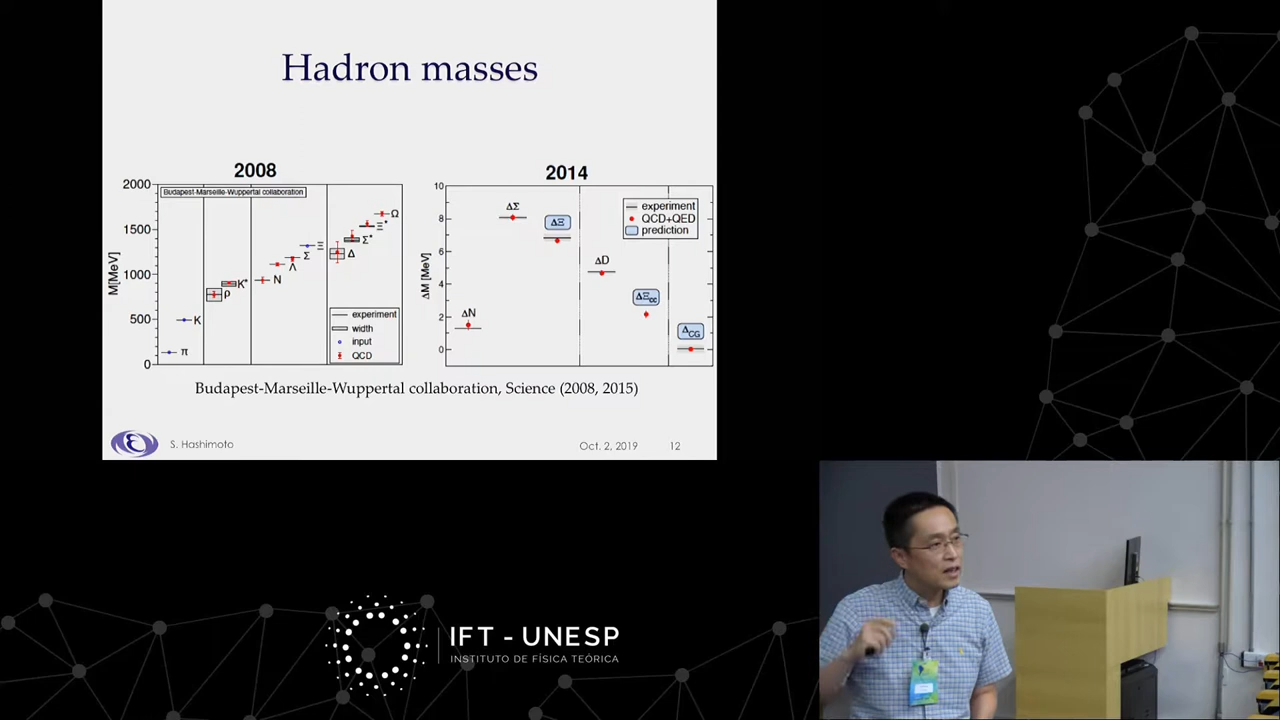 Hadron masses
2008
2000
1500
1000
500
0
M[MeV]
Budapest-Marseille-Wuppertal collaboration
π
K
ρ
K*
N
Λ
Σ
Ξ
Δ
Σ*
Ξ*
Ω
experiment
width
input
QCD
2014
10
8
6
4
2
0
ΔM [MeV]
ΔN
ΔΣ
ΔΞ
ΔD
ΔΞcc
ΔCG
experiment
QCD+QED
prediction
Budapest-Marseille-Wuppertal collaboration, Science (2008, 2015)
S. Hashimoto
Oct. 2, 2019
12
IFT - UNESP
INSTITUTO DE FÍSICA TEÓRICA